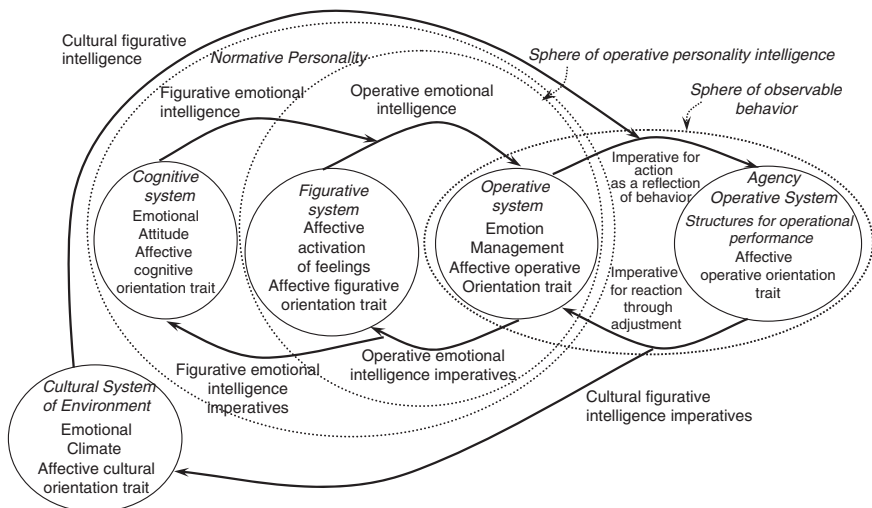 Cultural figurative
intelligence
Normative Personality
Sphere of operative personality intelligence
Sphere of observable
behavior
Figurative emotional
intelligence
Operative emotional
intelligence
Cognitive system
Emotional
Attitude
Affective
cognitive
orientation trait
Figurative
system
Affective
activation
of feelings
Affective figurative
orientation trait
Operative
system
Emotion
Management
Affective operative
Orientation trait
Imperative for
action
as a reflection
of behavior
Imperative
for reaction
through
adjustment
Agency
Operative System
Structures for operational
performance
Affective
operative orientation
trait
Figurative emotional
intelligence
imperatives
Operative emotional
intelligence imperatives
Cultural figurative
intelligence imperatives
Cultural System
of Environment
Emotional
Climate
Affective cultural
orientation trait